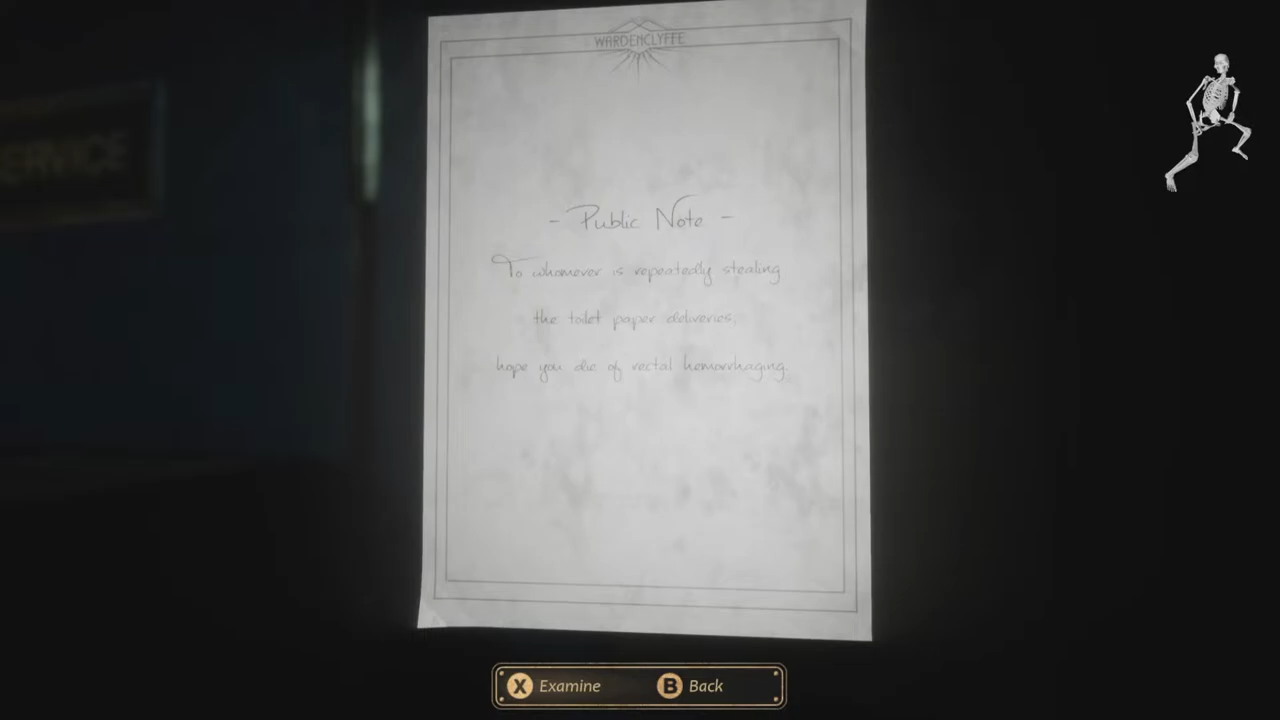 WARDENCLYFFE
ERVICE
- Public Note -
To whomever is repeatedly stealing
the toilet paper deliveries,
hope you die of rectal hemorrhaging.
X Examine B Back